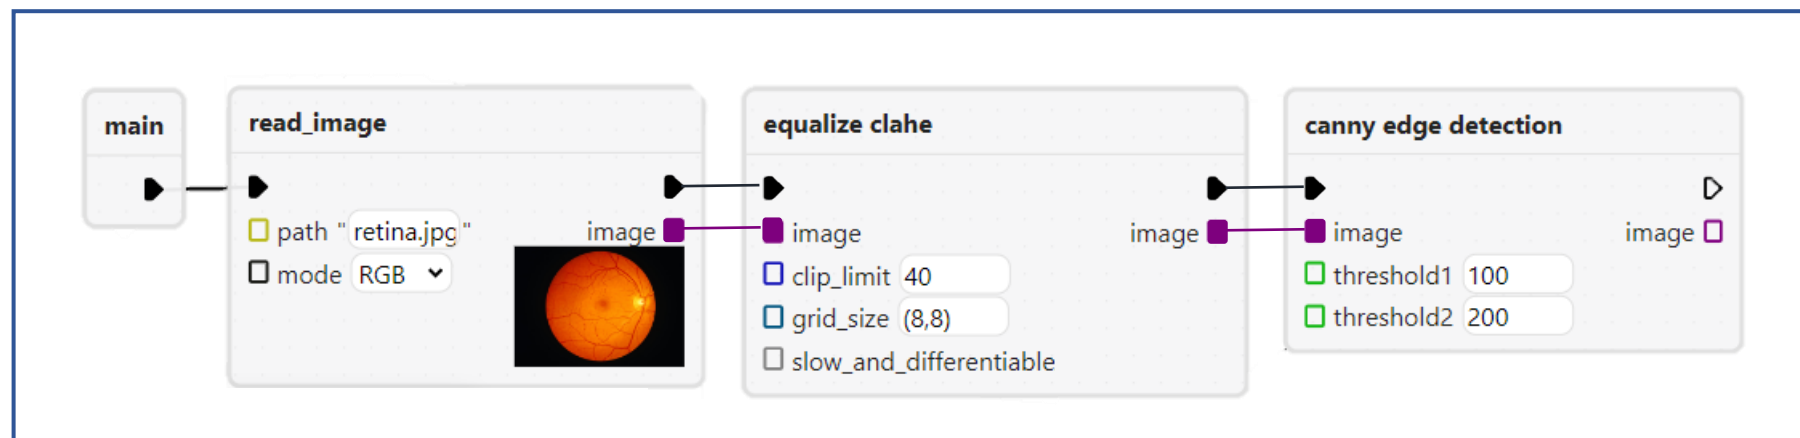 main
read_image
path "retina.jpg"
image
mode RGB
equalize clahe
image
image
clip_limit 40
grid_size (8,8)
slow_and_differentiable
canny edge detection
image
image
threshold1 100
threshold2 200